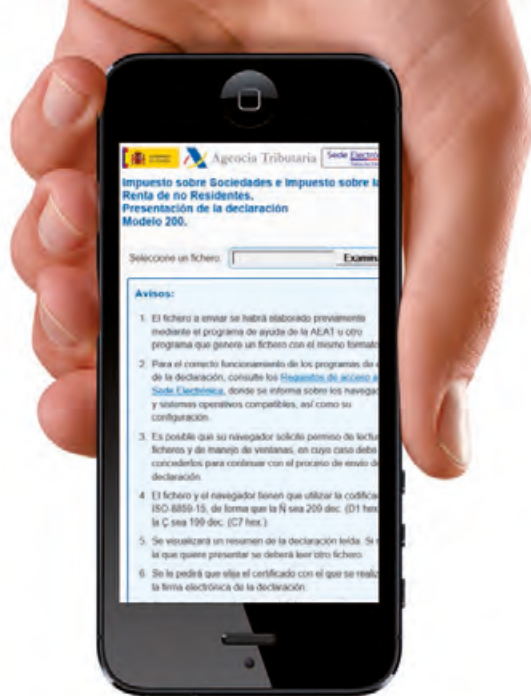 Agencia Tributaria
Sede Electró
Impuesto sobre Sociedades e Impuesto sobre la
Renta de no Residentes.
Presentación de la declaración
Modelo 200.
Seleccione un fichero: Examina
Avisos:
1. El fichero a enviar se habrá elaborado previamente
mediante el programa de ayuda de la AEAT u otro
programa que genere un fichero con el mismo formato
2. Para el correcto funcionamiento de los programas de e
de la declaración, consulte los Requisitos de acceso a
Sede Electrónica, donde se informa sobre los navegad
y sistemas operativos compatibles, así como su
configuración.
3. Es posible que su navegador solicite permiso de lectu
ficheros y de manejo de ventanas, en cuyo caso debe
concederlos para continuar con el proceso de envío de
declaración.
4. El fichero y el navegador tienen que utilizar la codifica
ISO-8859-15, de forma que la Ñ sea 209 dec. (D1 hex
la Ç sea 199 dec. (C7 hex.)
5. Se visualizará un resumen de la declaración leída. Si n
la que quiere presentar se deberá leer otro fichero.
6. Se le pedirá que elija el certificado con el que se realiz
la firma electrónica de la declaración.